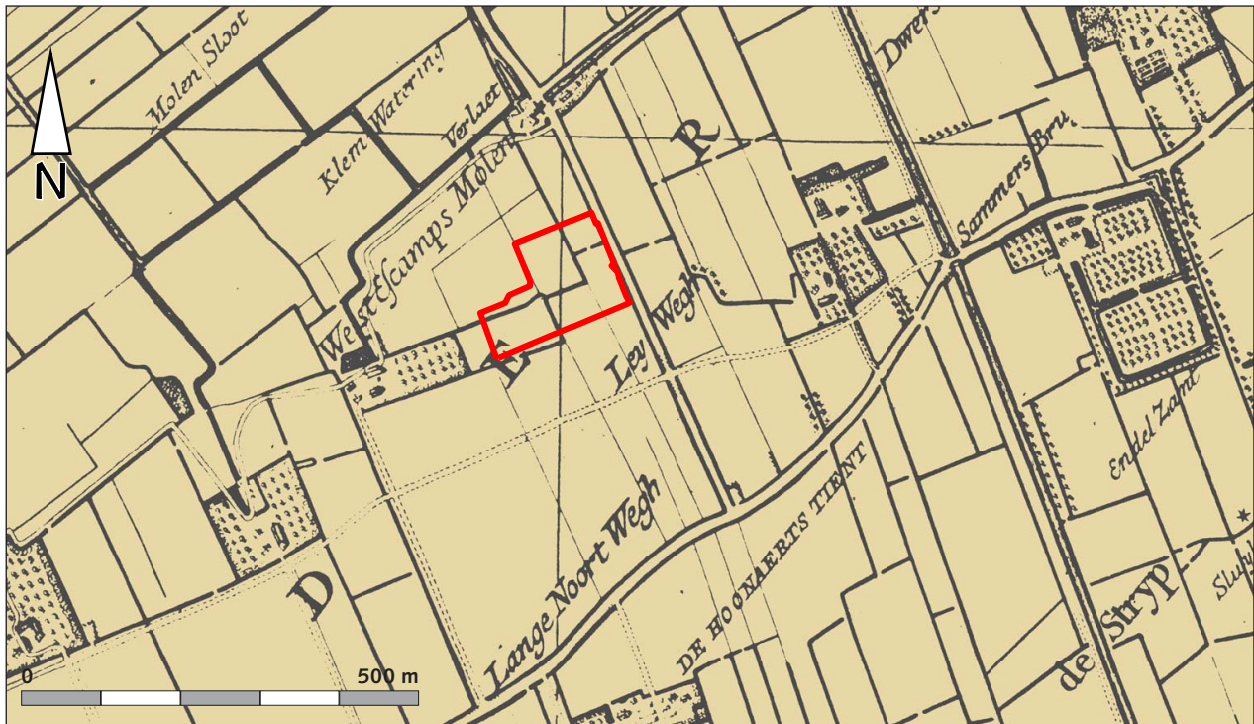 Molen Sloot
Klem Watering
Verlaet
West Escamps Molen
Dwers
R
Sammers Bru
N
E
Ley Wegh
Endel Zamt
Lange Noort Wegh
DE HOONAERTS TIENT
D
de Stryp
0
500 m